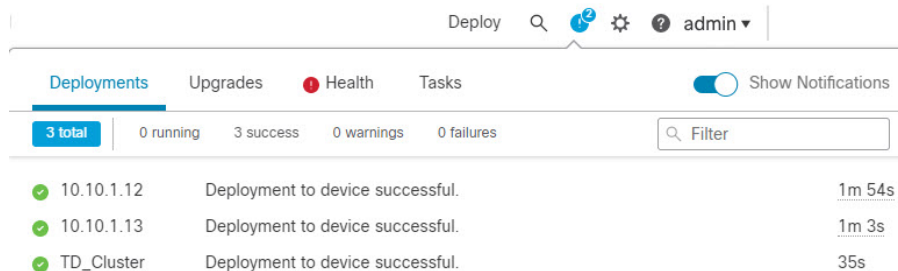 Deploy 2 ? admin
Deployments Upgrades ! Health Tasks Show Notifications
3 total 0 running 3 success 0 warnings 0 failures Filter
10.10.1.12 Deployment to device successful. 1m 54s
10.10.1.13 Deployment to device successful. 1m 3s
TD_Cluster Deployment to device successful. 35s